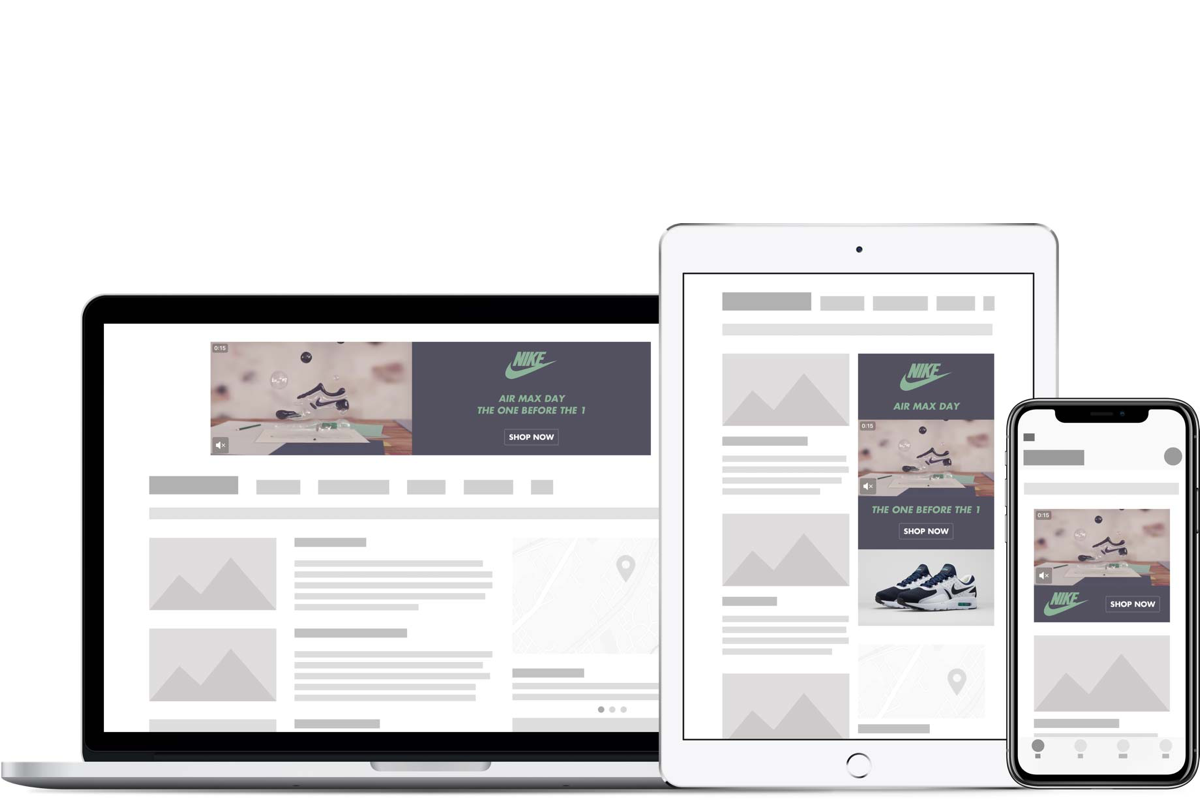 0:15
NIKE
AIR MAX DAY
THE ONE BEFORE THE 1
SHOP NOW
NIKE
AIR MAX DAY
0:15
THE ONE BEFORE THE 1
SHOP NOW
0:15
NIKE
SHOP NOW